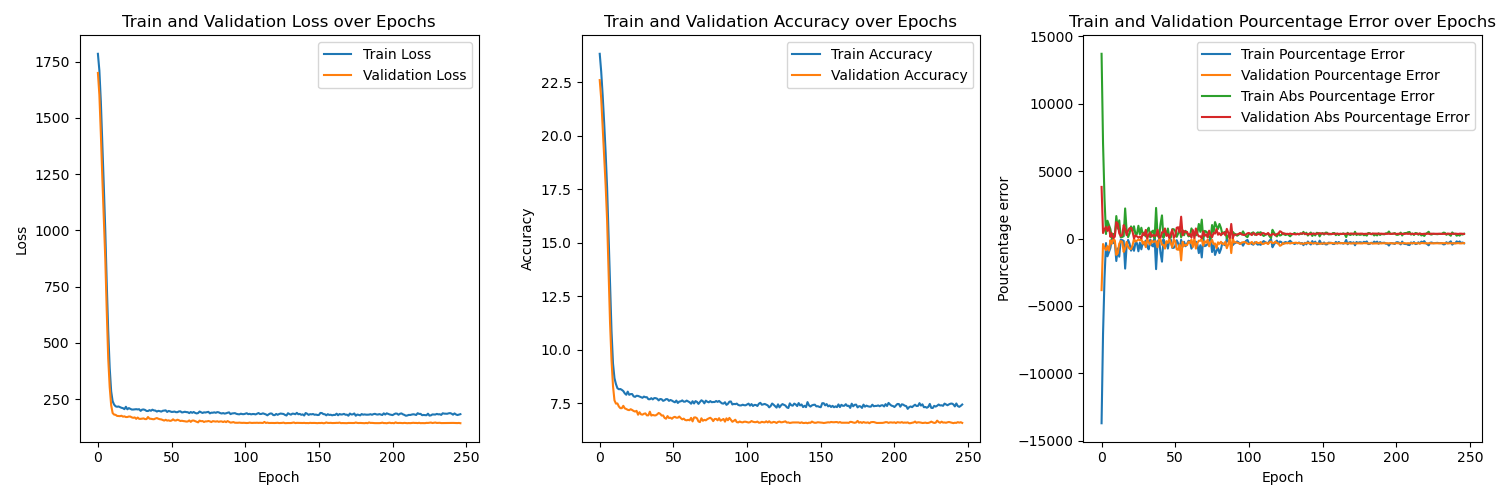 Train and Validation Loss over Epochs
Loss
1750
1500
1250
1000
750
500
250
Train Loss
Validation Loss
0
50
100
150
200
250
Epoch
Train and Validation Accuracy over Epochs
Accuracy
22.5
20.0
17.5
15.0
12.5
10.0
7.5
Train Accuracy
Validation Accuracy
0
50
100
150
200
250
Epoch
Train and Validation Pourcentage Error over Epochs
Pourcentage error
15000
10000
5000
0
−5000
−10000
−15000
Train Pourcentage Error
Validation Pourcentage Error
Train Abs Pourcentage Error
Validation Abs Pourcentage Error
0
50
100
150
200
250
Epoch